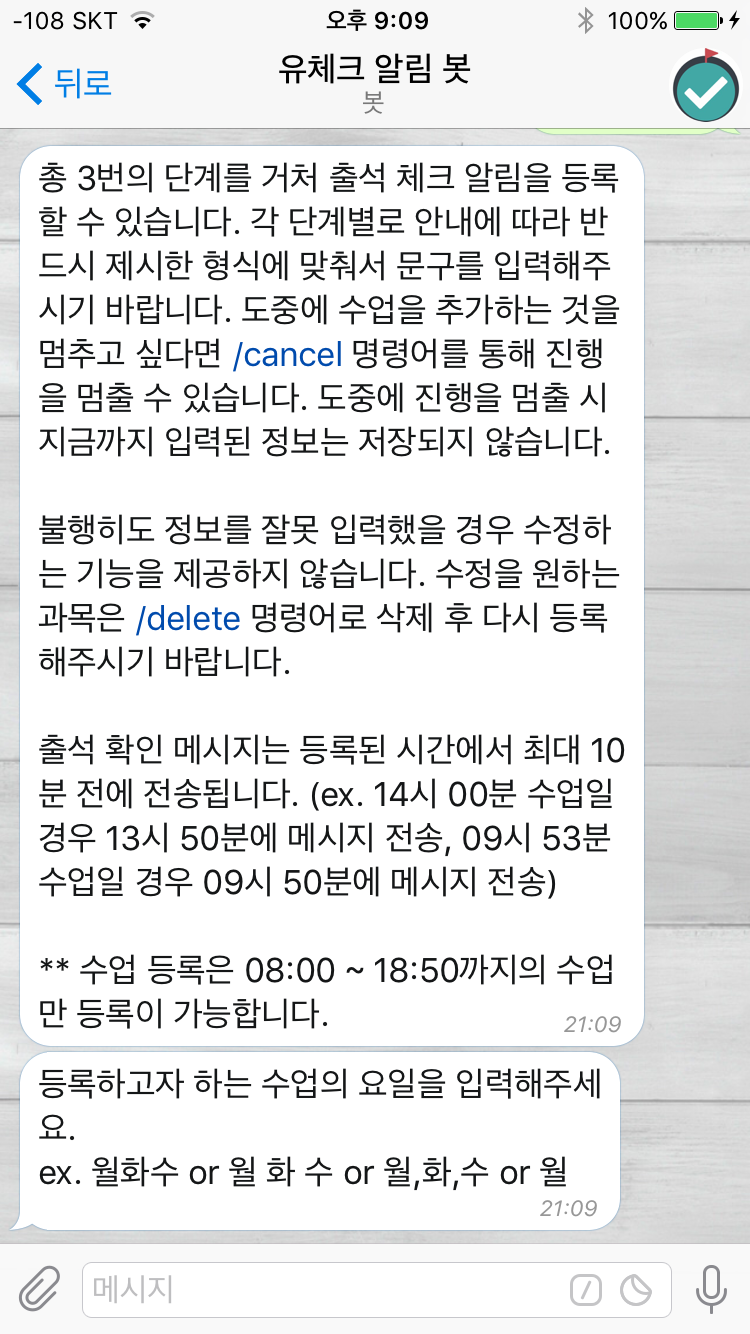 -108 SKT 오후 9:09 100%
뒤로 유체크 알림 봇
봇
총 3번의 단계를 거처 출석 체크 알림을 등록
할 수 있습니다. 각 단계별로 안내에 따라 반
드시 제시한 형식에 맞춰서 문구를 입력해주
시기 바랍니다. 도중에 수업을 추가하는 것을
멈추고 싶다면 /cancel 명령어를 통해 진행
을 멈출 수 있습니다. 도중에 진행을 멈출 시
지금까지 입력된 정보는 저장되지 않습니다.
불행히도 정보를 잘못 입력했을 경우 수정하
는 기능을 제공하지 않습니다. 수정을 원하는
과목은 /delete 명령어로 삭제 후 다시 등록
해주시기 바랍니다.
출석 확인 메시지는 등록된 시간에서 최대 10
분 전에 전송됩니다. (ex. 14시 00분 수업일
경우 13시 50분에 메시지 전송, 09시 53분
수업일 경우 09시 50분에 메시지 전송)
** 수업 등록은 08:00 ~ 18:50까지의 수업
만 등록이 가능합니다.
21:09
등록하고자 하는 수업의 요일을 입력해주세
요.
ex. 월화수 or 월 화 수 or 월,화,수 or 월
21:09
메시지